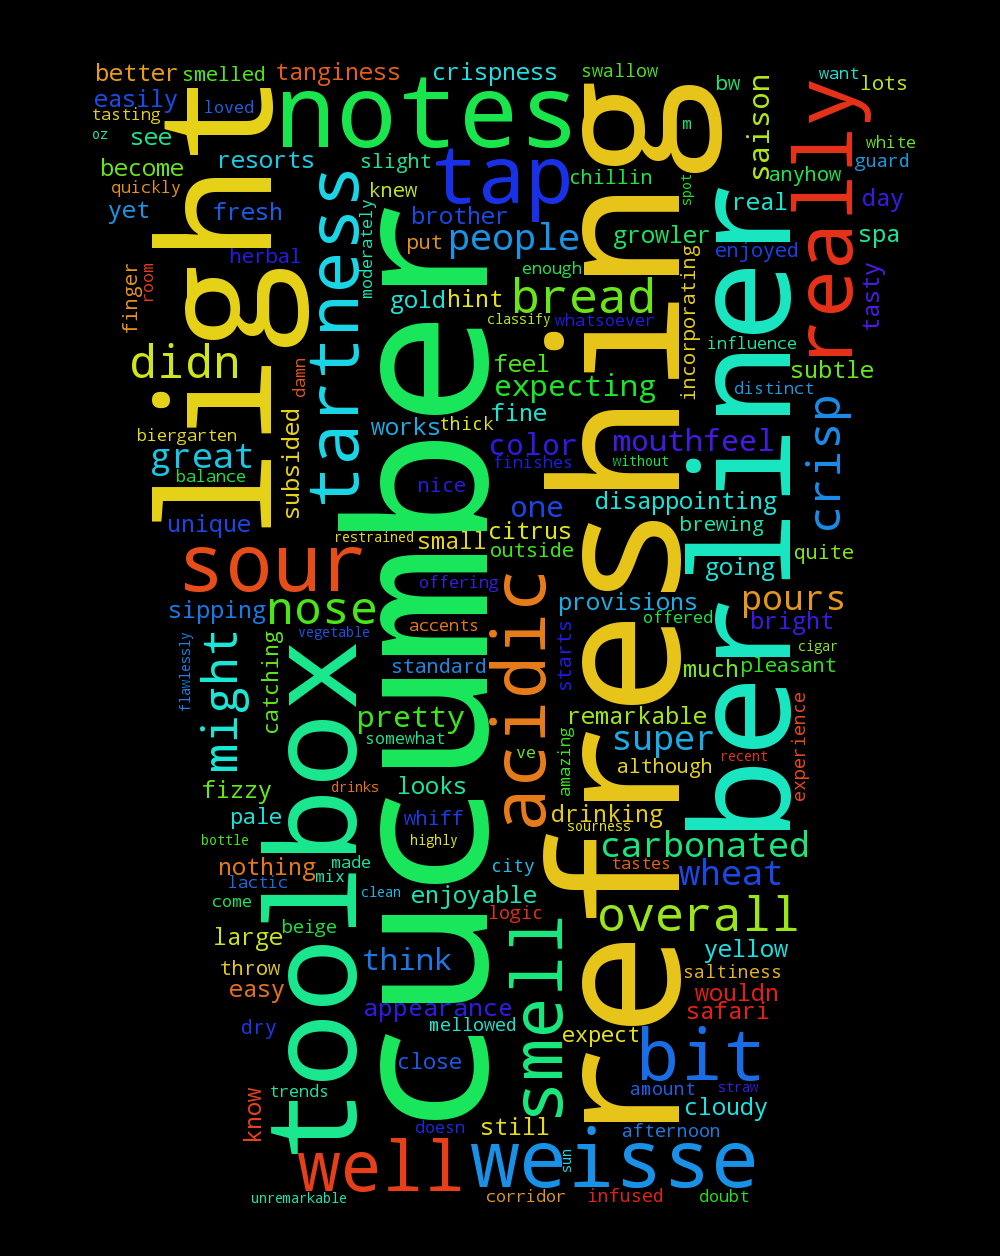 better
smelled
tanginess
crispness
swallow
want
lots
bw
easily
loved
tasting
oz
see
light
notes
refreshing
m
saison
really
white
guard
become
resorts
slight
tap
chillin
anyhow
quickly
knew
spot
yet
fresh
tartness
moderately
brother
real
day
put
people
growler
spa
herbal
enough
enjoyed
finger
room
gold
hint
bread
incorporating
tasty
classify
whatsoever
influence
didn
damn
feel
subtle
expecting
distinct
biergarten
subsided
works
thick
fine
crisp
great
color
mouthfeel
balance
finishes
without
nice
disappointing
berliner
unique
one
brewing
restrained
small
citrus
outside
quite
sour
cucumber
going
offering
sipping
nose
acidic
provisions
pours
offered
bright
vegetable
accents
starts
flawlessly
might
catching
toolbox
standard
much
pleasant
cigar
pretty
remarkable
somewhat
super
ve
amazing
although
recent
experience
fizzy
drinks
looks
pale
whiff
drinking
sourness
bottle
highly
carbonated
nothing
made
mix
city
tastes
wheat
lactic
clean
enjoyable
come
logic
overall
beige
large
smell
yellow
throw
think
saltiness
easy
wouldn
appearance
safari
dry
mellowed
expect
close
bit
trends
amount
straw
know
cloudy
doesn
still
afternoon
well
weisse
sun
unremarkable
corridor
infused
doubt